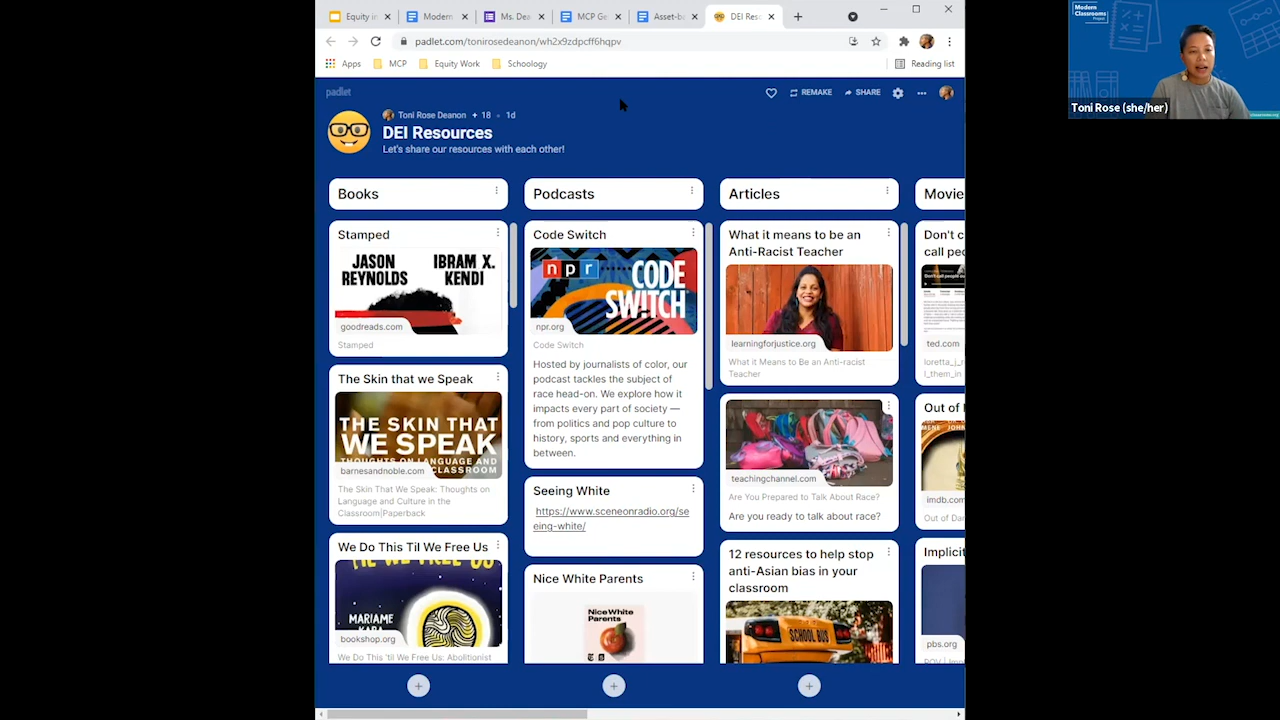 Equity in
Modern
Ms. Dea
MCP Ge
Asset-b
DEI Res
padlet.com/tonirosedeanon/wh2x9zdpcff6hqpv
Apps
MCP
Equity Work
Schoology
Reading list
padlet
REMAKE
SHARE
Toni Rose Deanon + 18 • 1d
DEI Resources
Let's share our resources with each other!
Books
Stamped
JASON REYNOLDS
IBRAM X. KENDI
goodreads.com
Stamped
The Skin that we Speak
THE SKIN THAT
WE SPEAK
THOUGHTS ON LANGUAGE AND
CLASSROOM
barnesandnoble.com
The Skin That We Speak: Thoughts on
Language and Culture in the
Classroom|Paperback
We Do This Til We Free Us
TIL WE FREE US
MARIAME
KABA
bookshop.org
We Do This 'til We Free Us: Abolitionist
Podcasts
Code Switch
npr
CODE
SWITCH
npr.org
Code Switch
Hosted by journalists of color, our
podcast tackles the subject of
race head-on. We explore how it
impacts every part of society —
from politics and pop culture to
history, sports and everything in
between.
Seeing White
https://www.sceneonradio.org/se
eing-white/
Nice White Parents
Nice White
Parents
Articles
What it means to be an
Anti-Racist Teacher
learningforjustice.org
What it Means to Be an Anti-racist
Teacher
teachingchannel.com
Are You Prepared to Talk About Race?
Are you ready to talk about race?
12 resources to help stop
anti-Asian bias in your
classroom
SCHOOL BUS
Movie
Don't c
call peo
ted.com
loretta_j_r
l_them_in
Out of
imdb.com
Out of Dar
Implicit
pbs.org
Modern
Classrooms
Project
Toni Rose (she/her)